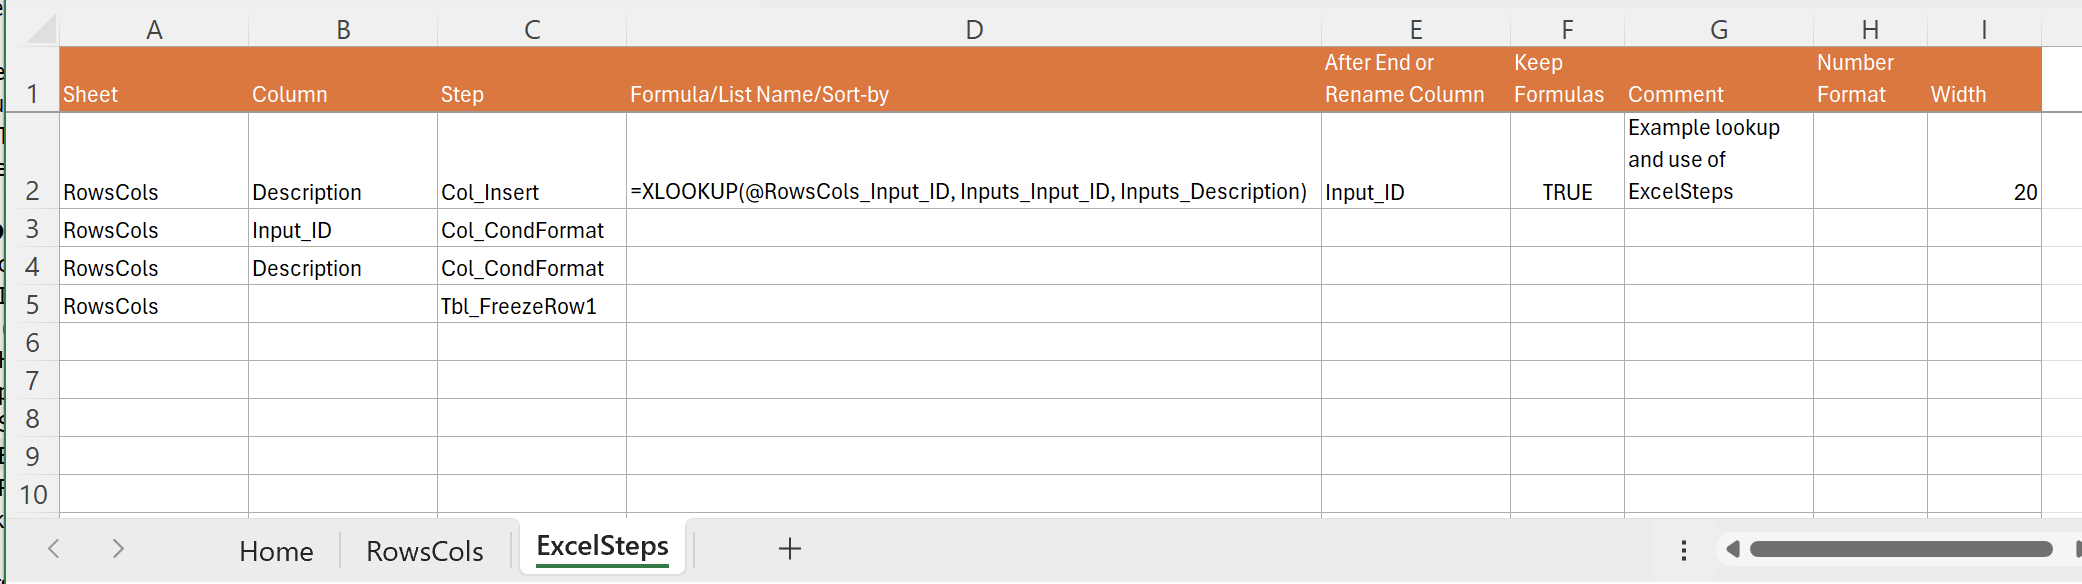 A B C D E F G H I
After End or Keep Number
1 Sheet Column Step Formula/List Name/Sort-by Rename Column Formulas Comment Format Width
Example lookup
and use of
2 RowsCols Description Col_Insert =XLOOKUP(@RowsCols_Input_ID, Inputs_Input_ID, Inputs_Description) Input_ID TRUE ExcelSteps 20
3 RowsCols Input_ID Col_CondFormat
4 RowsCols Description Col_CondFormat
5 RowsCols Tbl_FreezeRow1
6
7
8
9
10
Home RowsCols ExcelSteps